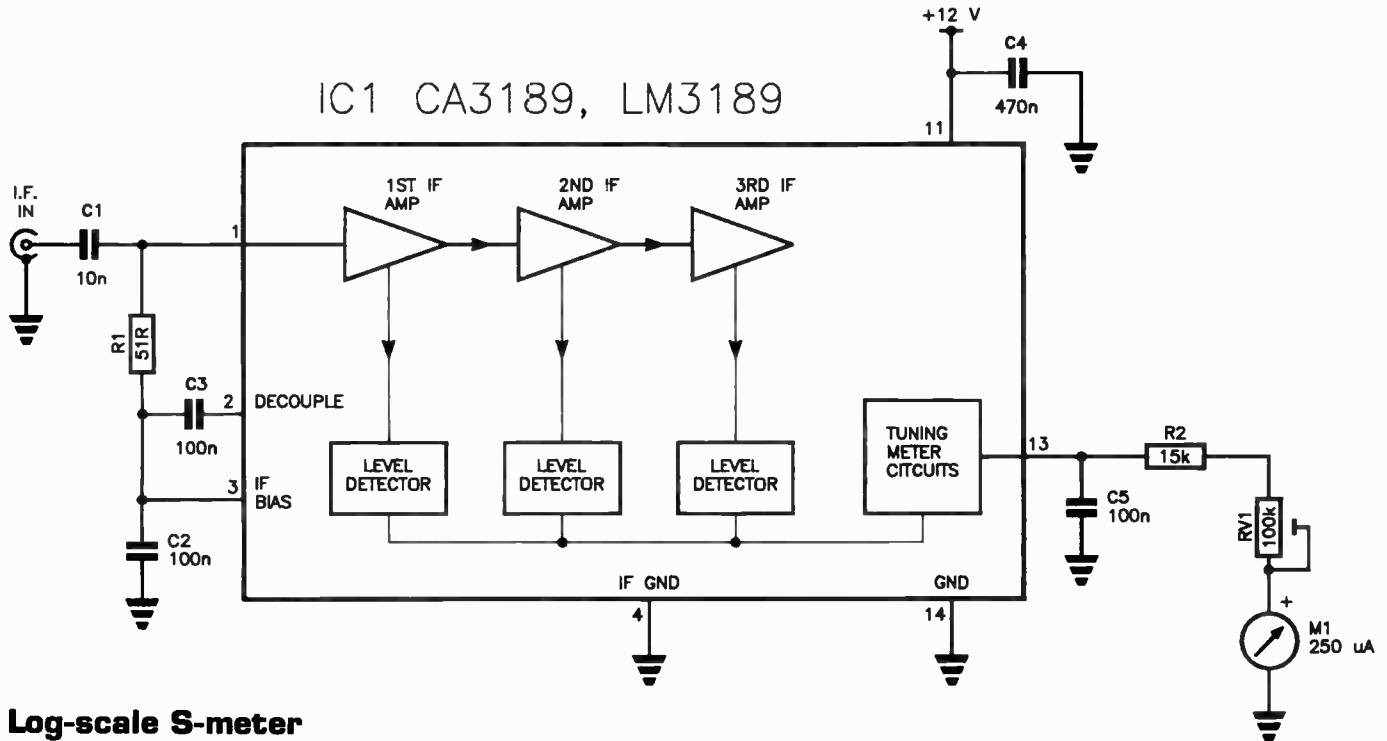 +12 V
C4
470n
IC1 CA3189, LM3189
11
I.F.
IN
C1
10n
1
1ST IF
AMP
2ND IF
AMP
3RD IF
AMP
R1
51R
C3
100n
2
DECOUPLE
3
IF
BIAS
C2
100n
LEVEL
DETECTOR
LEVEL
DETECTOR
LEVEL
DETECTOR
TUNING
METER
CITCUITS
13
R2
15k
C5
100n
RV1
100k
IF GND
4
GND
14
+
M1
250 uA
Log-scale S-meter